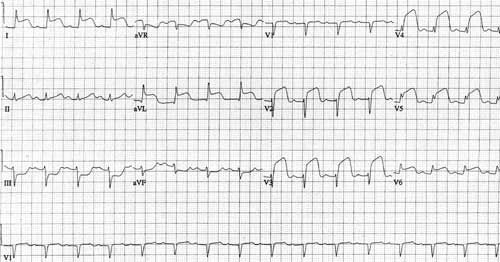 I aVR V1 V4
II aVL V2 V5
III aVF V3 V6
V1